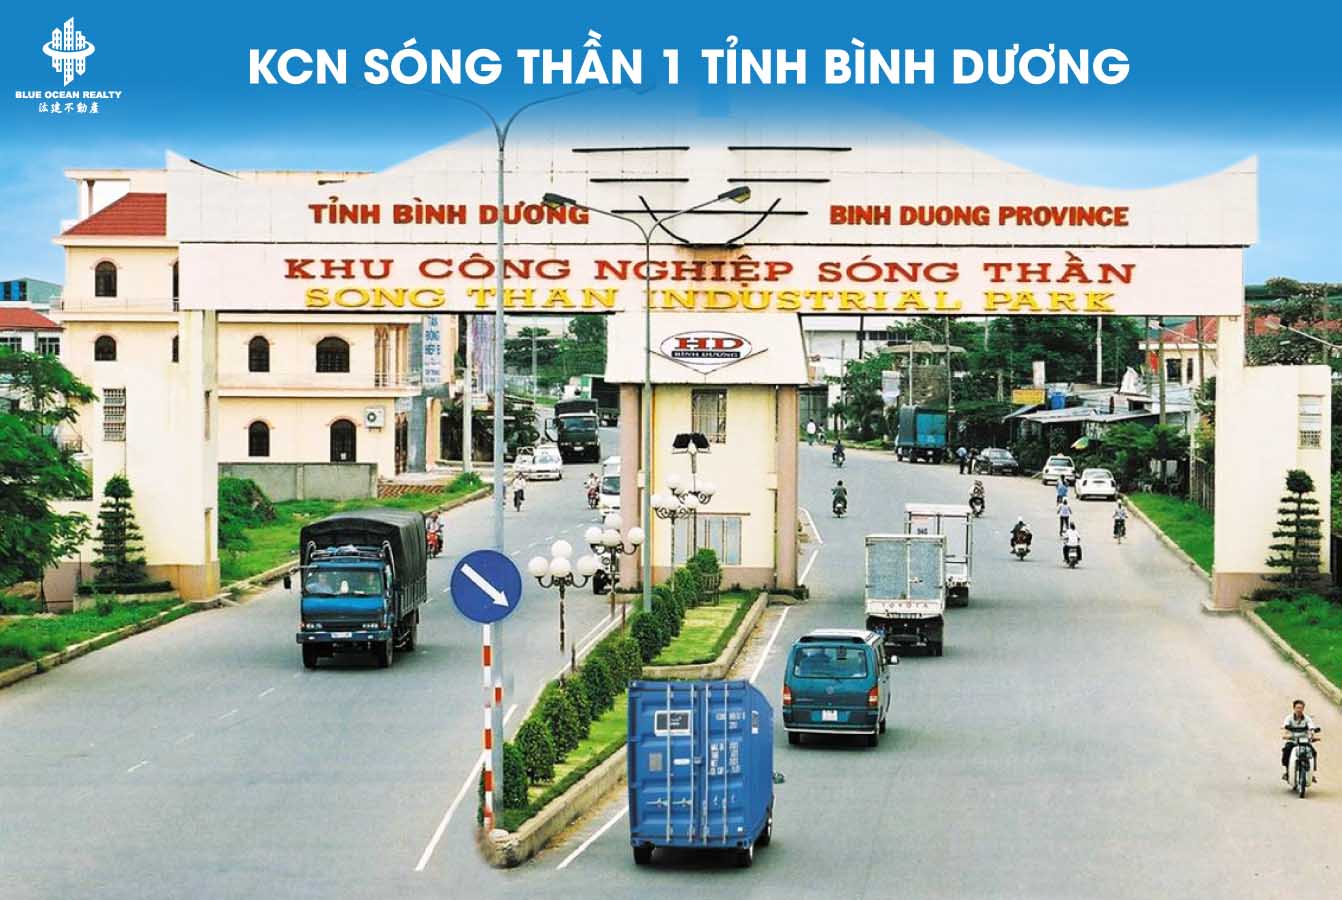 KCN SÓNG THẦN 1 TỈNH BÌNH DƯƠNG
BLUE OCEAN REALTY
TỈNH BÌNH DƯƠNG
BINH DUONG PROVINCE
KHU CÔNG NGHIỆP SÓNG THẦN
SONG THAN INDUSTRIAL PARK
HD
BÌNH DƯƠNG
TOYOTA